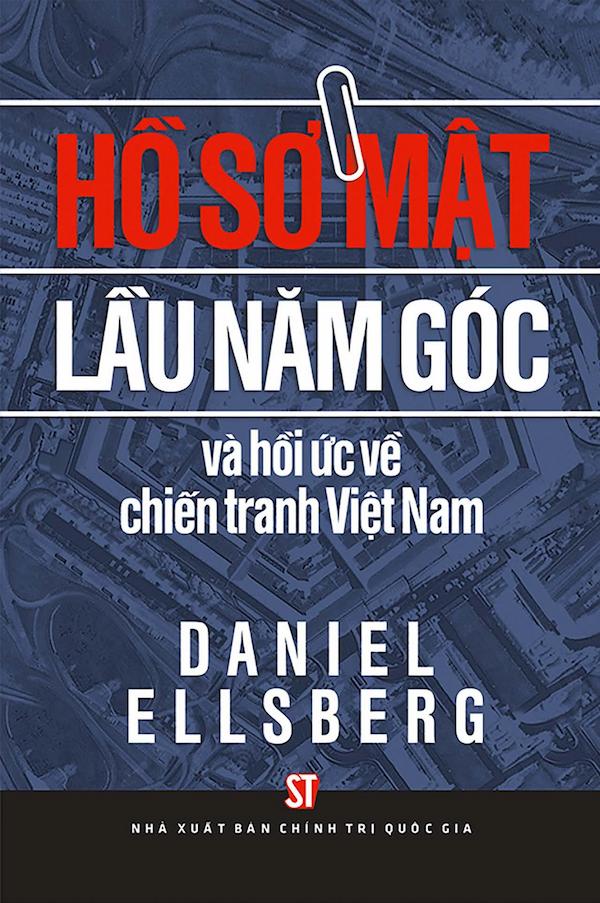 HỒ SƠ MẬT
LẦU NĂM GÓC
và hồi ức về
chiến tranh Việt Nam
DANIEL
ELLSBERG
ST
NHÀ XUẤT BẢN CHÍNH TRỊ QUỐC GIA